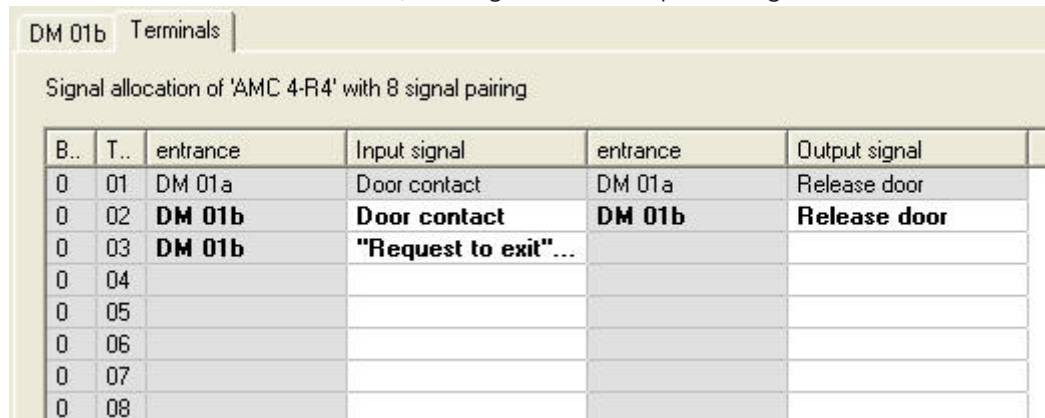 DM 01b Terminals
Signal allocation of 'AMC 4-R4' with 8 signal pairing
B.. T.. entrance Input signal entrance Output signal
0 01 DM 01a Door contact DM 01a Release door
0 02 DM 01b Door contact DM 01b Release door
0 03 DM 01b "Request to exit"...
0 04
0 05
0 06
0 07
0 08